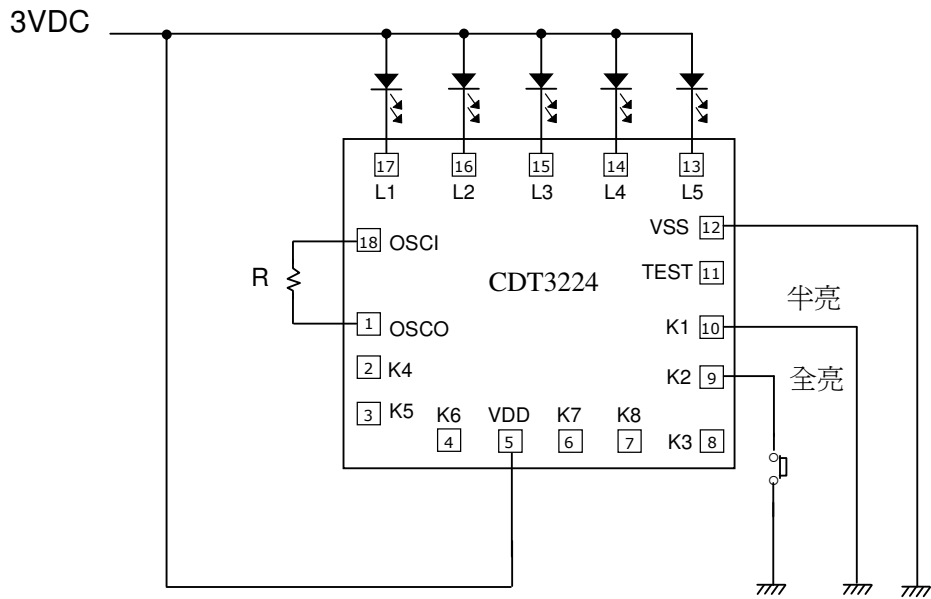 3VDC
17 16 15 14 13
L1 L2 L3 L4 L5
VSS 12
18 OSCI
TEST 11
R
CDT3224
半亮
1 OSCO
K1 10
2 K4
K2 9
全亮
3 K5
K6 VDD K7 K8
4 5 6 7
K3 8